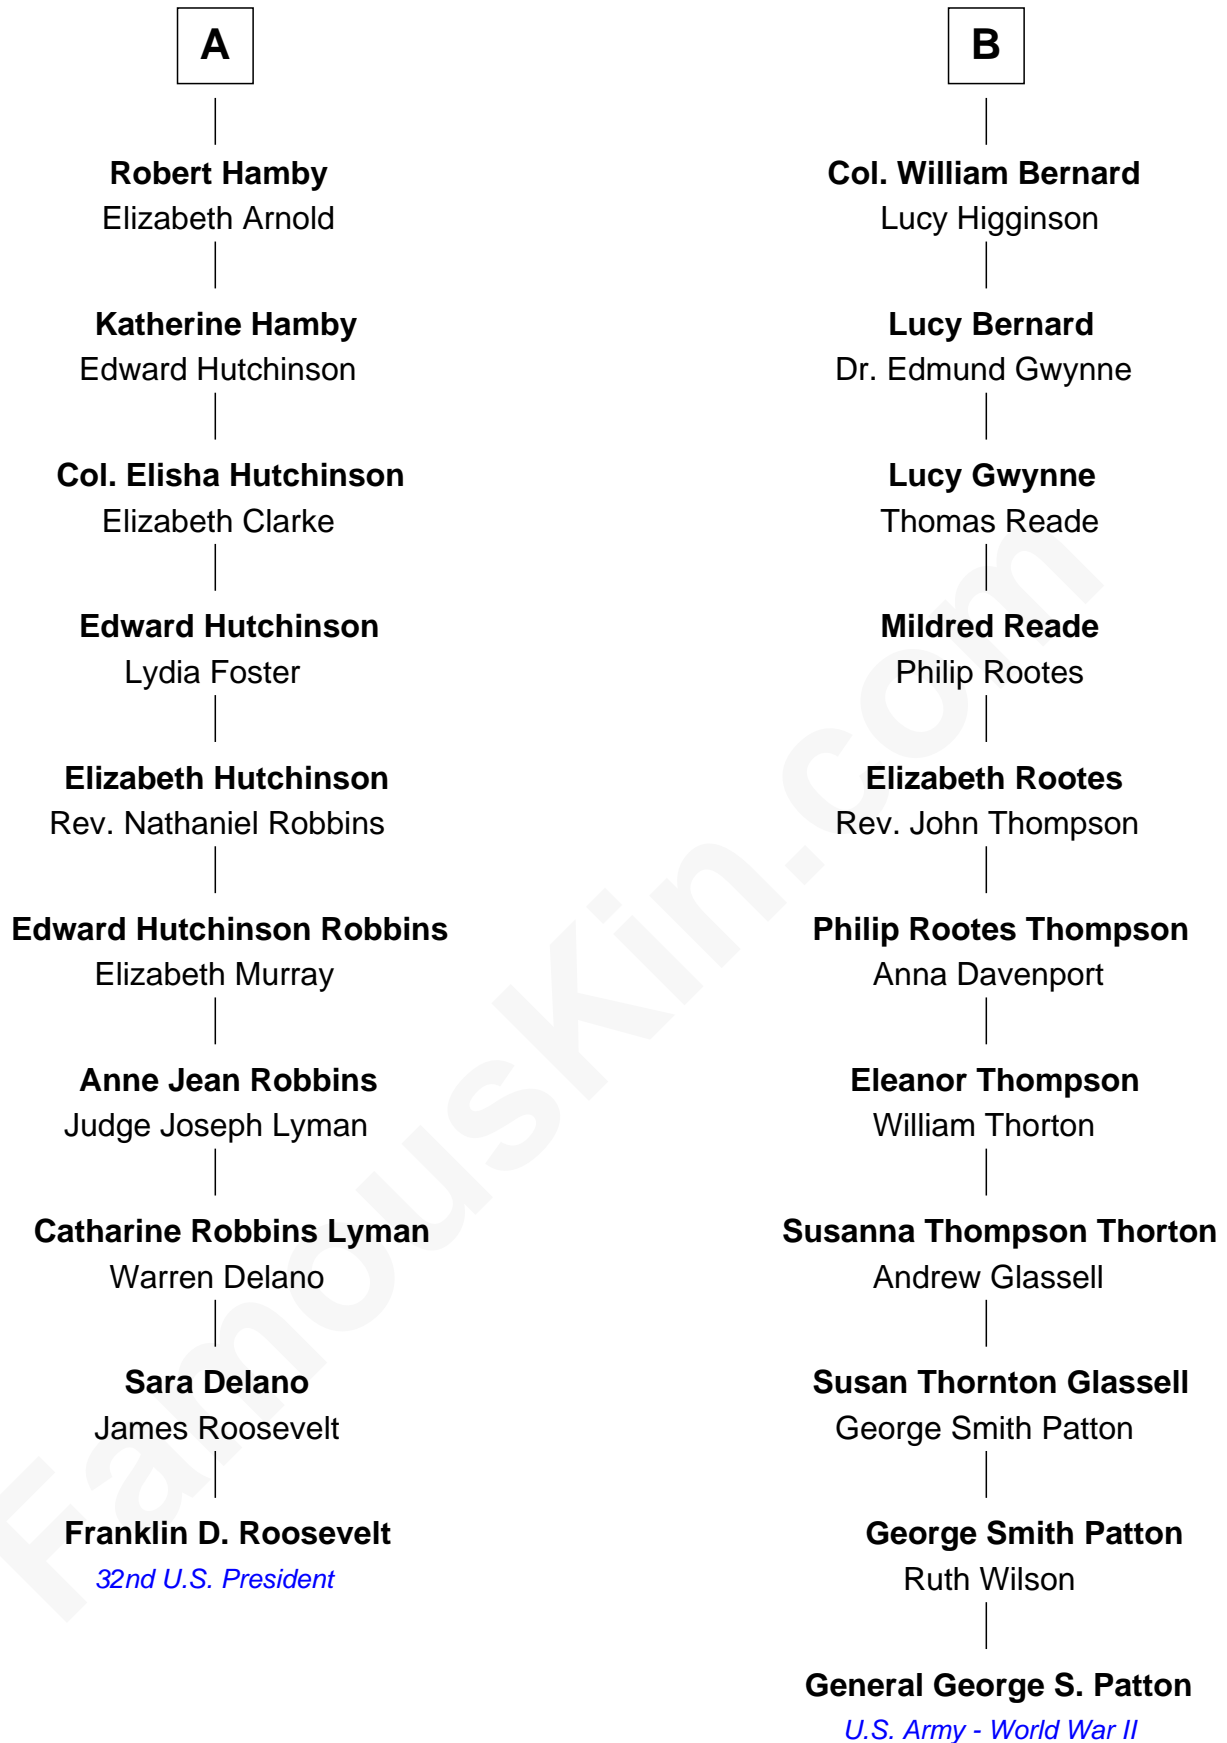 A
Robert Hamby
Elizabeth Arnold
Katherine Hamby
Edward Hutchinson
Col. Elisha Hutchinson
Elizabeth Clarke
Edward Hutchinson
Lydia Foster
Elizabeth Hutchinson
Rev. Nathaniel Robbins
Edward Hutchinson Robbins
Elizabeth Murray
Anne Jean Robbins
Judge Joseph Lyman
Catharine Robbins Lyman
Warren Delano
Sara Delano
James Roosevelt
Franklin D. Roosevelt
32nd U.S. President
B
Col. William Bernard
Lucy Higginson
Lucy Bernard
Dr. Edmund Gwynne
Lucy Gwynne
Thomas Reade
Mildred Reade
Philip Rootes
Elizabeth Rootes
Rev. John Thompson
Philip Rootes Thompson
Anna Davenport
Eleanor Thompson
William Thorton
Susanna Thompson Thorton
Andrew Glassell
Susan Thornton Glassell
George Smith Patton
George Smith Patton
Ruth Wilson
General George S. Patton
U.S. Army - World War II
FamousKin.com